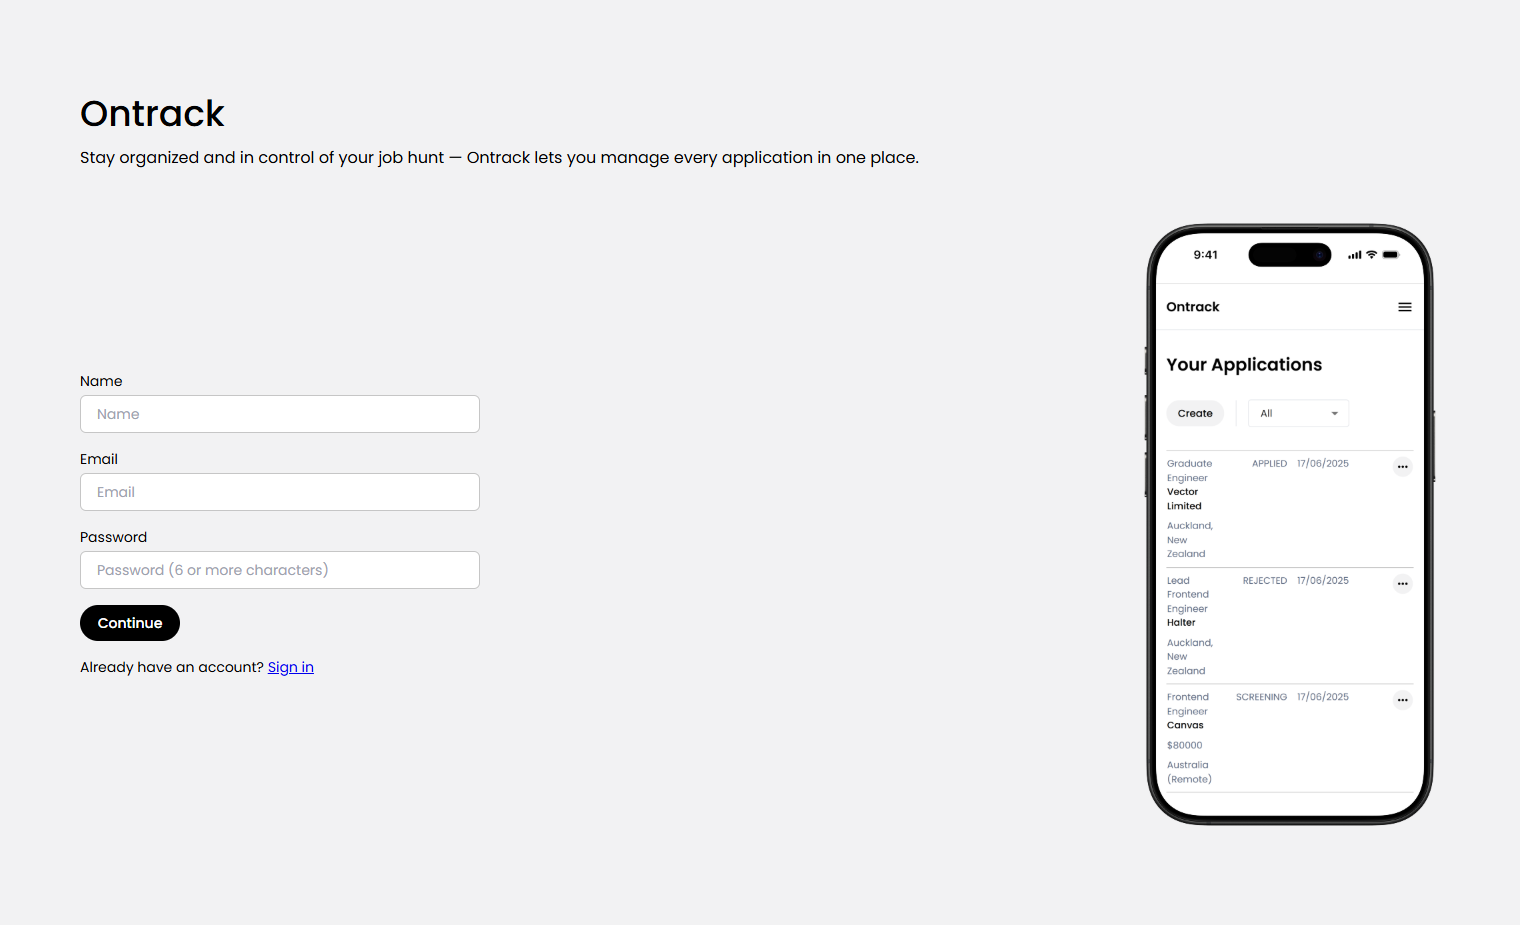 Ontrack
Stay organized and in control of your job hunt — Ontrack lets you manage every application in one place.
Name
Name
Email
Email
Password
Password (6 or more characters)
Continue
Already have an account? Sign in
9:41
Ontrack
Your Applications
Create
All
Graduate APPLIED 17/06/2025
Engineer
Vector
Limited
Auckland,
New
Zealand
Lead REJECTED 17/06/2025
Frontend
Engineer
Halter
Auckland,
New
Zealand
Frontend SCREENING 17/06/2025
Engineer
Canvas
$80000
Australia
(Remote)